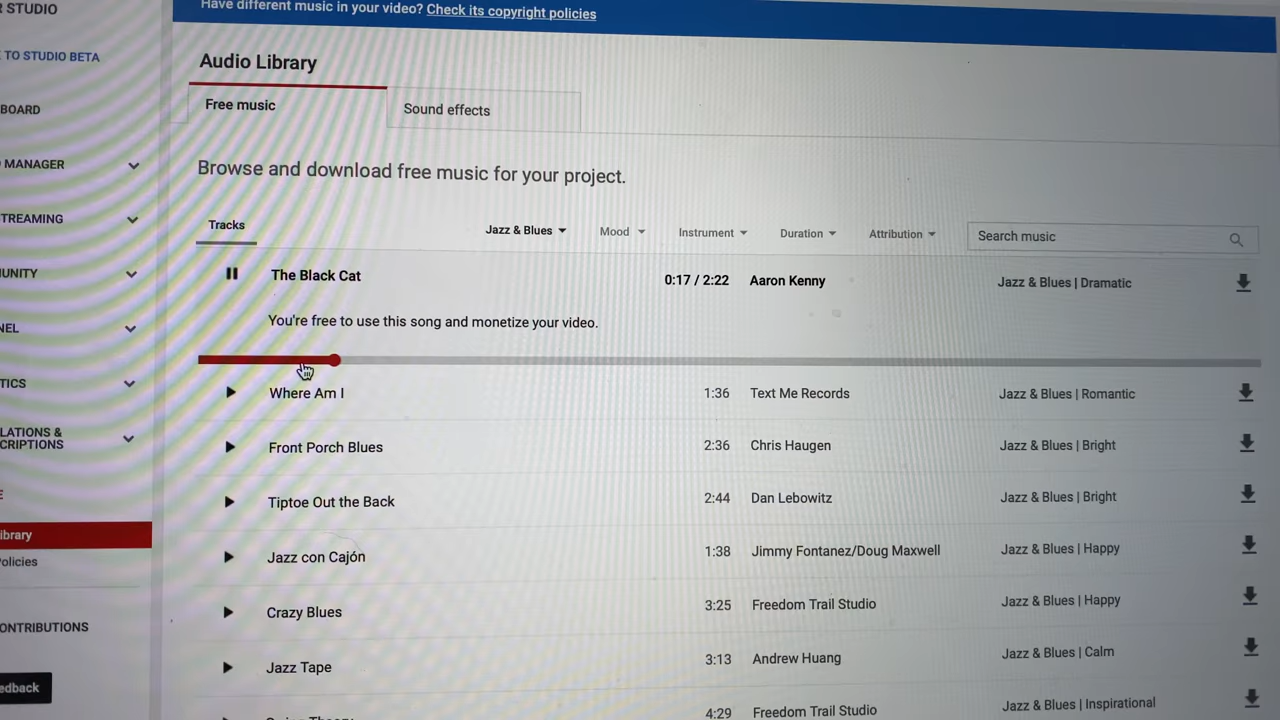 STUDIO
Have different music in your video? Check its copyright policies
TO STUDIO BETA
Audio Library
BOARD
Free music
Sound effects
MANAGER
Browse and download free music for your project.
TREAMING
Tracks
Jazz & Blues
Mood
Instrument
Duration
Attribution
Search music
UNITY
The Black Cat
0:17 / 2:22
Aaron Kenny
Jazz & Blues | Dramatic
You're free to use this song and monetize your video.
NEL
TICS
Where Am I
1:36
Text Me Records
Jazz & Blues | Romantic
LATIONS &
CRIPTIONS
Front Porch Blues
2:36
Chris Haugen
Jazz & Blues | Bright
E
Tiptoe Out the Back
2:44
Dan Lebowitz
Jazz & Blues | Bright
ibrary
olicies
Jazz con Cajón
1:38
Jimmy Fontanez/Doug Maxwell
Jazz & Blues | Happy
Crazy Blues
3:25
Freedom Trail Studio
Jazz & Blues | Happy
ONTRIBUTIONS
Jazz Tape
3:13
Andrew Huang
Jazz & Blues | Calm
edback
4:29
Freedom Trail Studio
Jazz & Blues | Inspirational